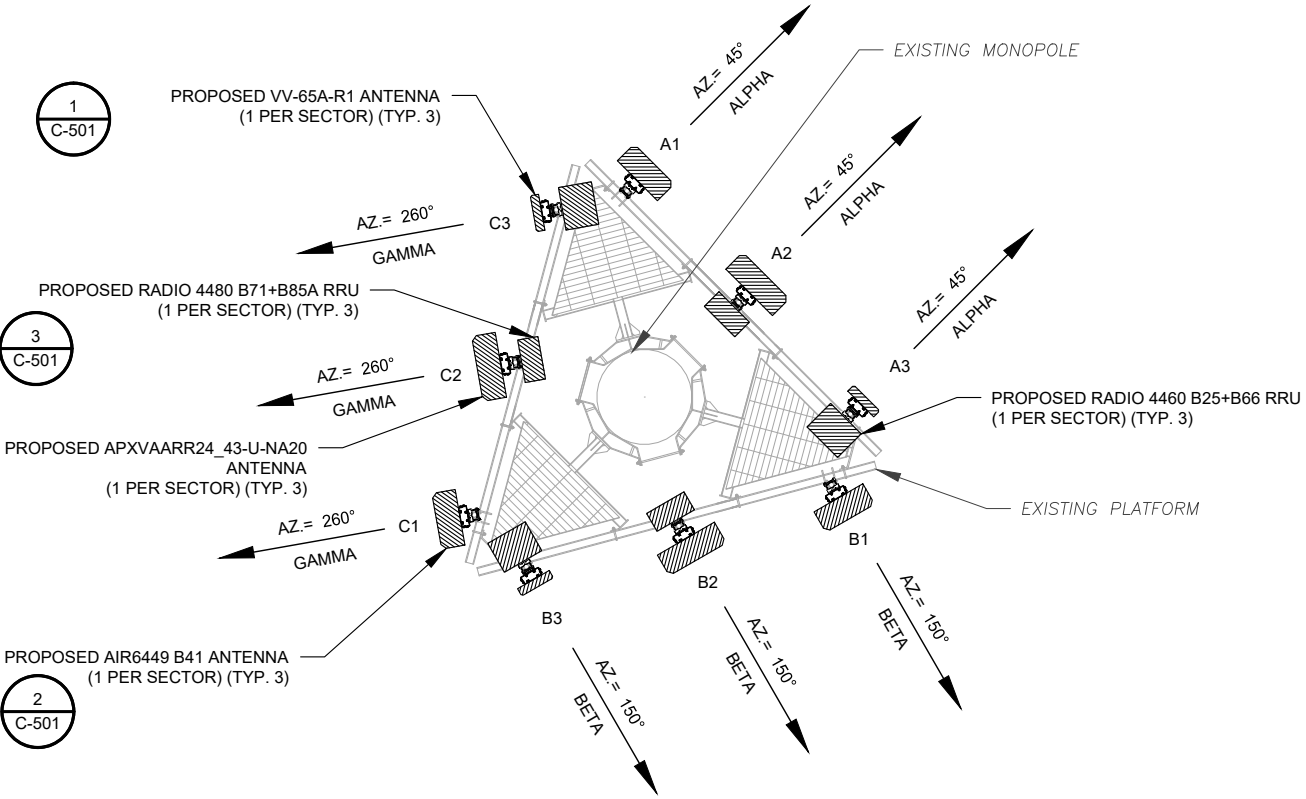 1
C-501
PROPOSED VV-65A-R1 ANTENNA
(1 PER SECTOR) (TYP. 3)
AZ.= 45°
ALPHA
EXISTING MONOPOLE
A1
AZ.= 45°
ALPHA
A2
AZ.= 45°
ALPHA
A3
AZ.= 260°
GAMMA
C3
PROPOSED RADIO 4480 B71+B85A RRU
(1 PER SECTOR) (TYP. 3)
3
C-501
AZ.= 260°
GAMMA
C2
PROPOSED RADIO 4460 B25+B66 RRU
(1 PER SECTOR) (TYP. 3)
PROPOSED APXVAARR24_43-U-NA20
ANTENNA
(1 PER SECTOR) (TYP. 3)
EXISTING PLATFORM
AZ.= 260°
GAMMA
C1
B1
B2
B3
AZ.= 150°
BETA
AZ.= 150°
BETA
AZ.= 150°
BETA
PROPOSED AIR6449 B41 ANTENNA
(1 PER SECTOR) (TYP. 3)
2
C-501